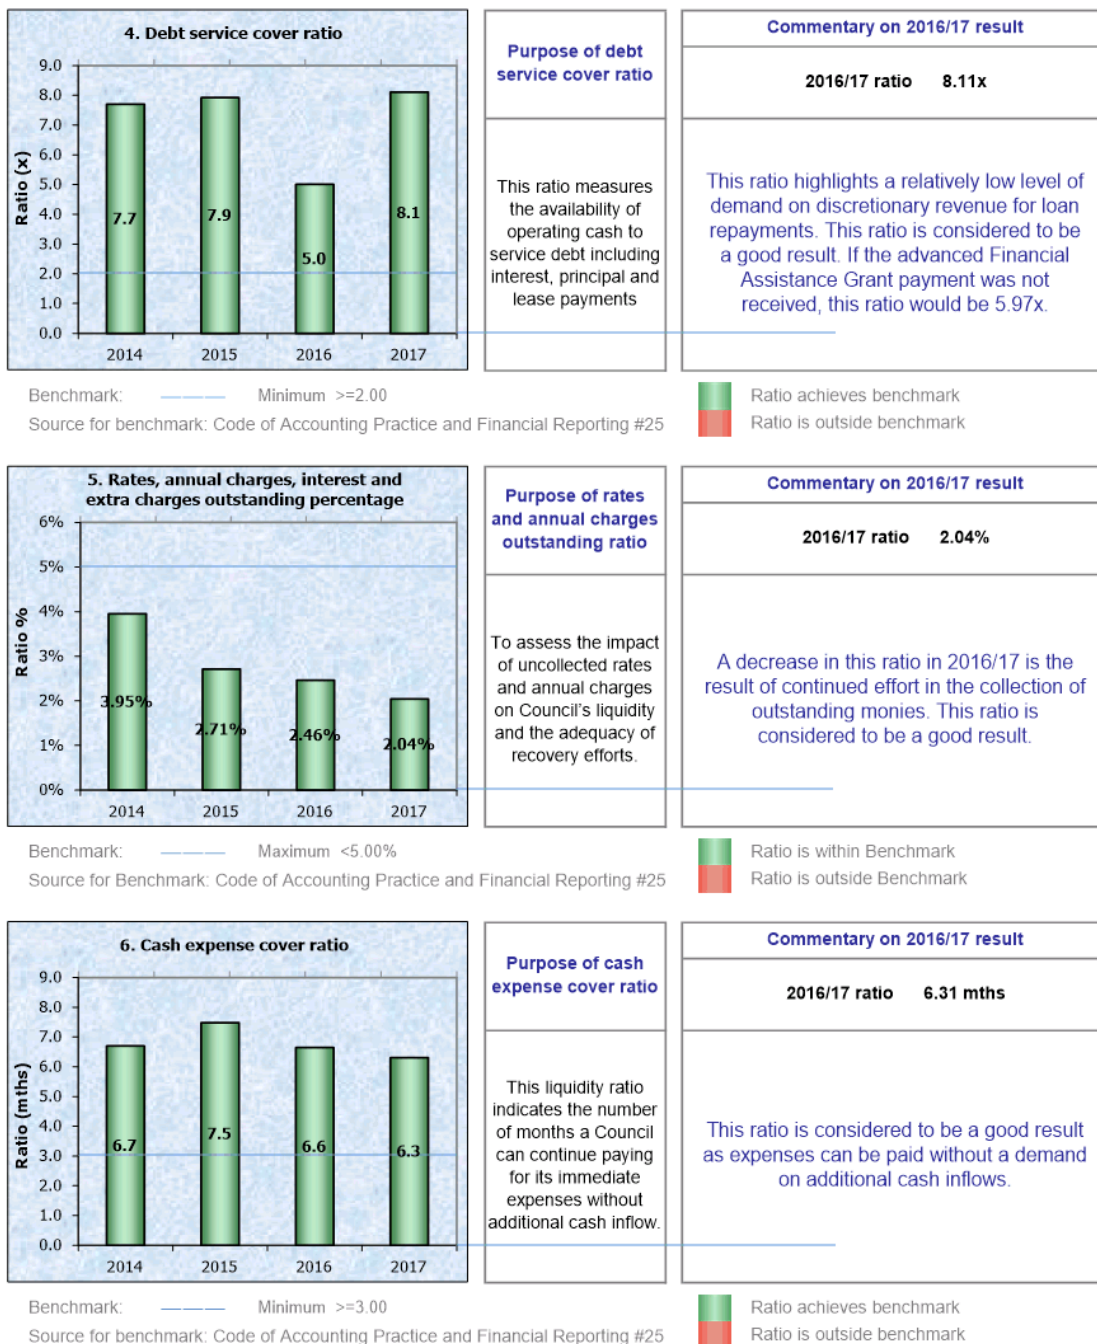 4. Debt service cover ratio
9.0
8.0
7.0
6.0
5.0
4.0
3.0
2.0
1.0
0.0
Ratio (x)
7.7
7.9
5.0
8.1
2014
2015
2016
2017
Purpose of debt
service cover ratio
This ratio measures
the availability of
operating cash to
service debt including
interest, principal and
lease payments
Commentary on 2016/17 result
2016/17 ratio 8.11x
This ratio highlights a relatively low level of
demand on discretionary revenue for loan
repayments. This ratio is considered to be
a good result. If the advanced Financial
Assistance Grant payment was not
received, this ratio would be 5.97x.
Benchmark: Minimum >=2.00
Source for benchmark: Code of Accounting Practice and Financial Reporting #25
Ratio achieves benchmark
Ratio is outside benchmark
5. Rates, annual charges, interest and
extra charges outstanding percentage
6%
5%
4%
3%
2%
1%
0%
Ratio %
3.95%
2.71%
2.46%
2.04%
2014
2015
2016
2017
Purpose of rates
and annual charges
outstanding ratio
To assess the impact
of uncollected rates
and annual charges
on Council's liquidity
and the adequacy of
recovery efforts.
Commentary on 2016/17 result
2016/17 ratio 2.04%
A decrease in this ratio in 2016/17 is the
result of continued effort in the collection of
outstanding monies. This ratio is
considered to be a good result.
Benchmark: Maximum <5.00%
Source for Benchmark: Code of Accounting Practice and Financial Reporting #25
Ratio is within Benchmark
Ratio is outside Benchmark
6. Cash expense cover ratio
9.0
8.0
7.0
6.0
5.0
4.0
3.0
2.0
1.0
0.0
Ratio (mths)
6.7
7.5
6.6
6.3
2014
2015
2016
2017
Purpose of cash
expense cover ratio
This liquidity ratio
indicates the number
of months a Council
can continue paying
for its immediate
expenses without
additional cash inflow.
Commentary on 2016/17 result
2016/17 ratio 6.31 mths
This ratio is considered to be a good result
as expenses can be paid without a demand
on additional cash inflows.
Benchmark: Minimum >=3.00
Source for benchmark: Code of Accounting Practice and Financial Reporting #25
Ratio achieves benchmark
Ratio is outside benchmark